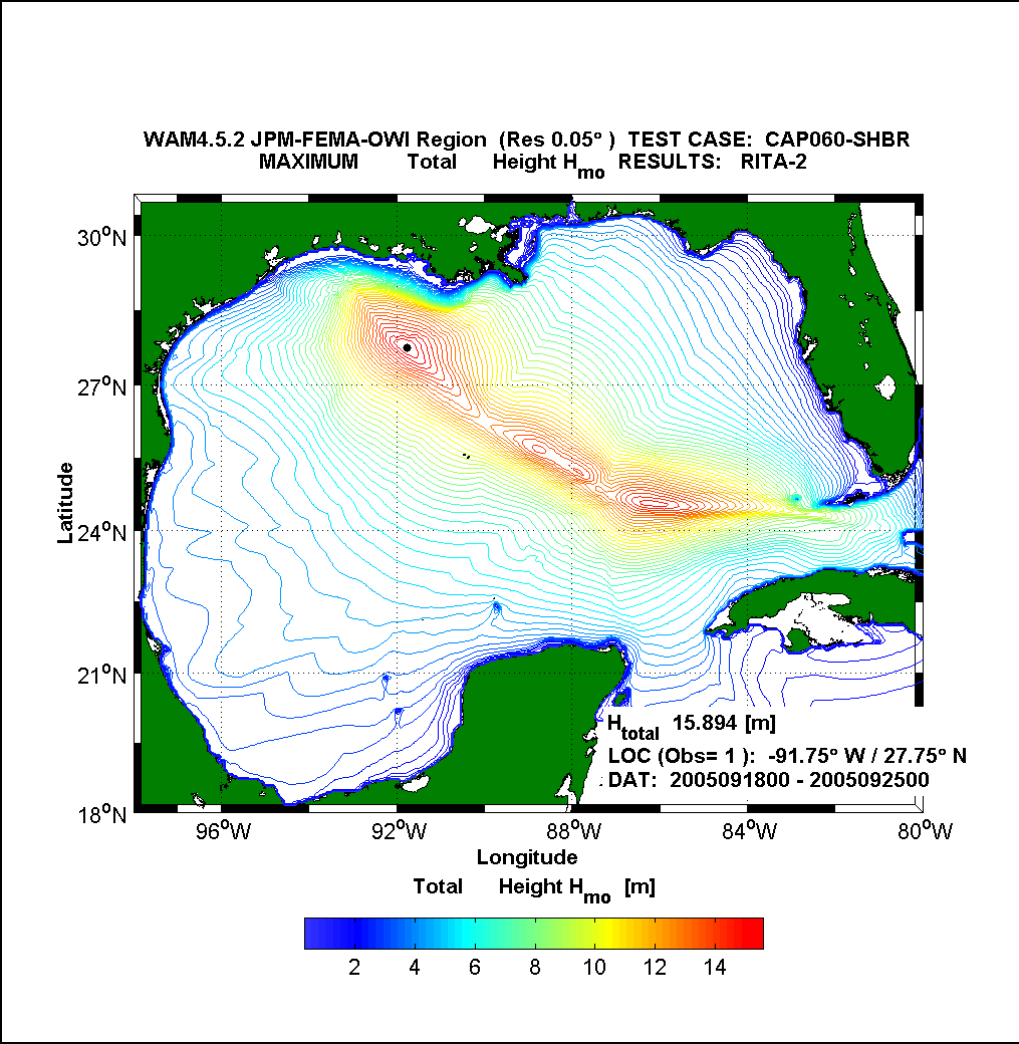 WAM4.5.2 JPM-FEMA-OWI Region (Res 0.05° ) TEST CASE: CAP060-SHBR
MAXIMUM Total Height Hmo RESULTS: RITA-2
30°N
27°N
24°N
21°N
18°N
Latitude
Htotal 15.894 [m]
LOC (Obs= 1 ): -91.75° W / 27.75° N
DAT: 2005091800 - 2005092500
96°W 92°W 88°W 84°W 80°W
Longitude
Total Height Hmo [m]
2 4 6 8 10 12 14